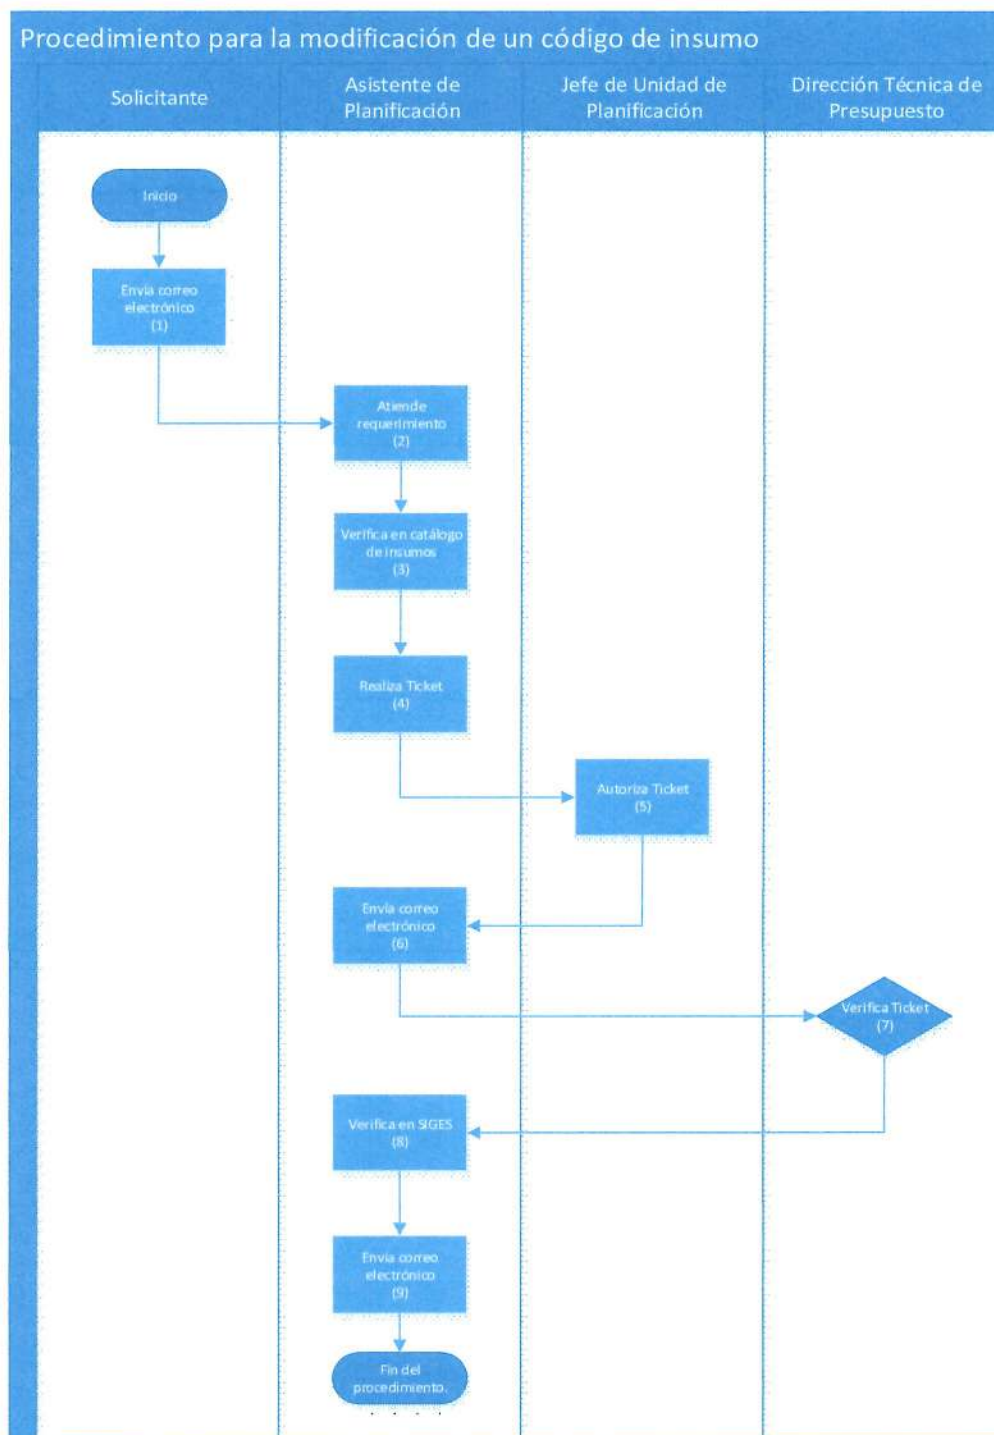 Procedimiento para la modificación de un código de insumo
Solicitante
Asistente de
Planificación
Jefe de Unidad de
Planificación
Dirección Técnica de
Presupuesto
Inicio
Envía correo
electrónico
(1)
Atiende
requerimiento
(2)
Verifica en catálogo
de insumos
(3)
Realiza Ticket
(4)
Autoriza Ticket
(5)
Envía correo
electrónico
(6)
Verifica Ticket
(7)
Verifica en SIGES
(8)
Envía correo
electrónico
(9)
Fin del
procedimiento.